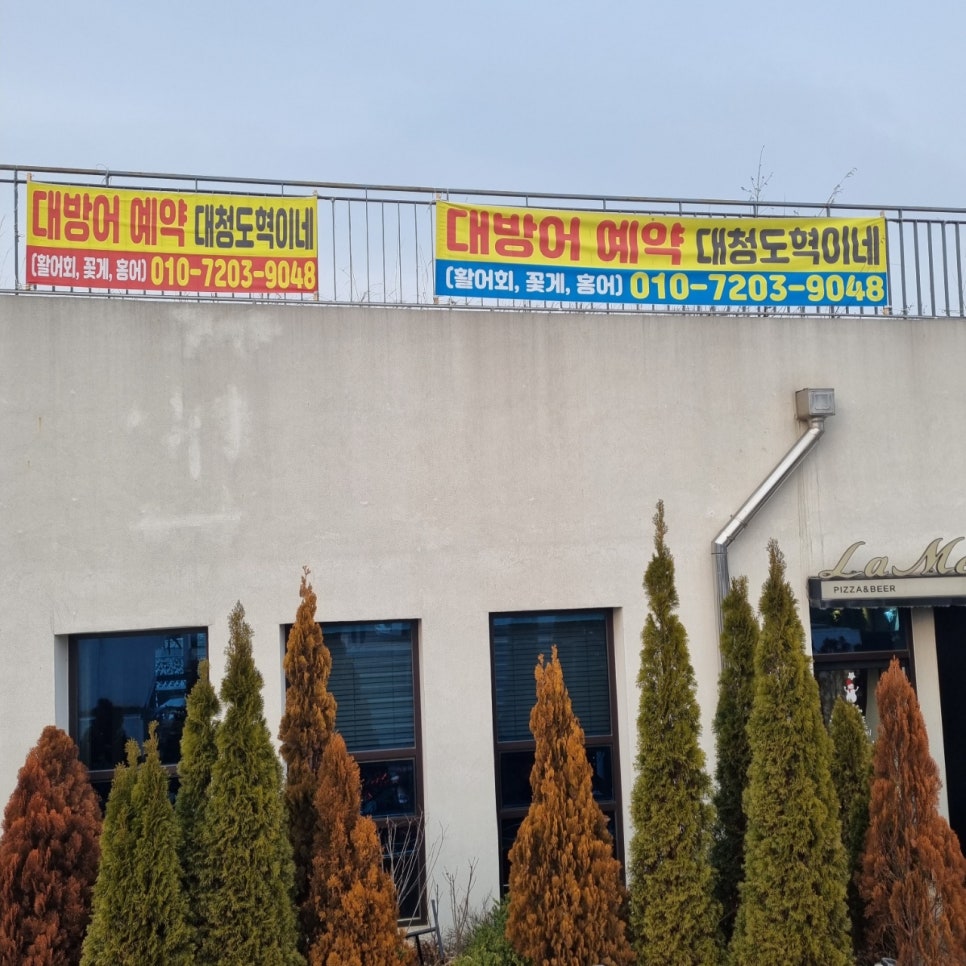 대방어 예약 대청도혁이네
(활어회, 꽃게, 홍어) 010-7203-9048
대방어 예약 대청도혁이네
(활어회, 꽃게, 홍어) 010-7203-9048
La
PIZZA&BEER